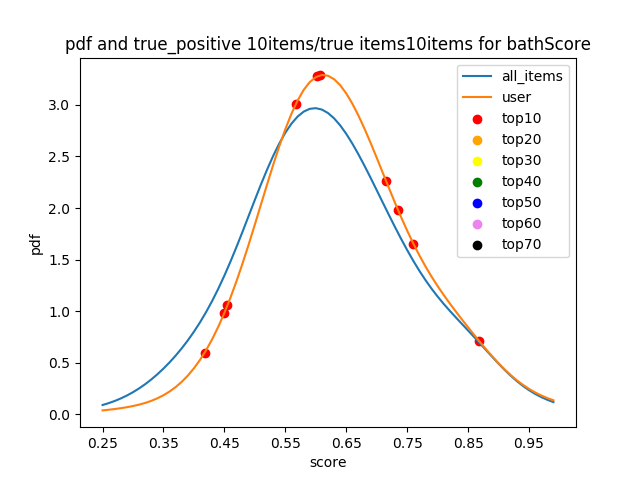 pdf and true_positive 10items/true items10items for bathScore
all_items
user
top10
top20
top30
top40
top50
top60
top70
pdf
3.0
2.5
2.0
1.5
1.0
0.5
0.0
0.25 0.35 0.45 0.55 0.65 0.75 0.85 0.95
score